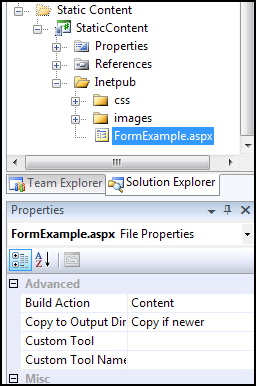 Static Content
StaticContent
Properties
References
Inetpub
css
images
FormExample.aspx
Team Explorer Solution Explorer
Properties
FormExample.aspx File Properties
Advanced
Build Action Content
Copy to Output Dir Copy if newer
Custom Tool
Custom Tool Name
Misc